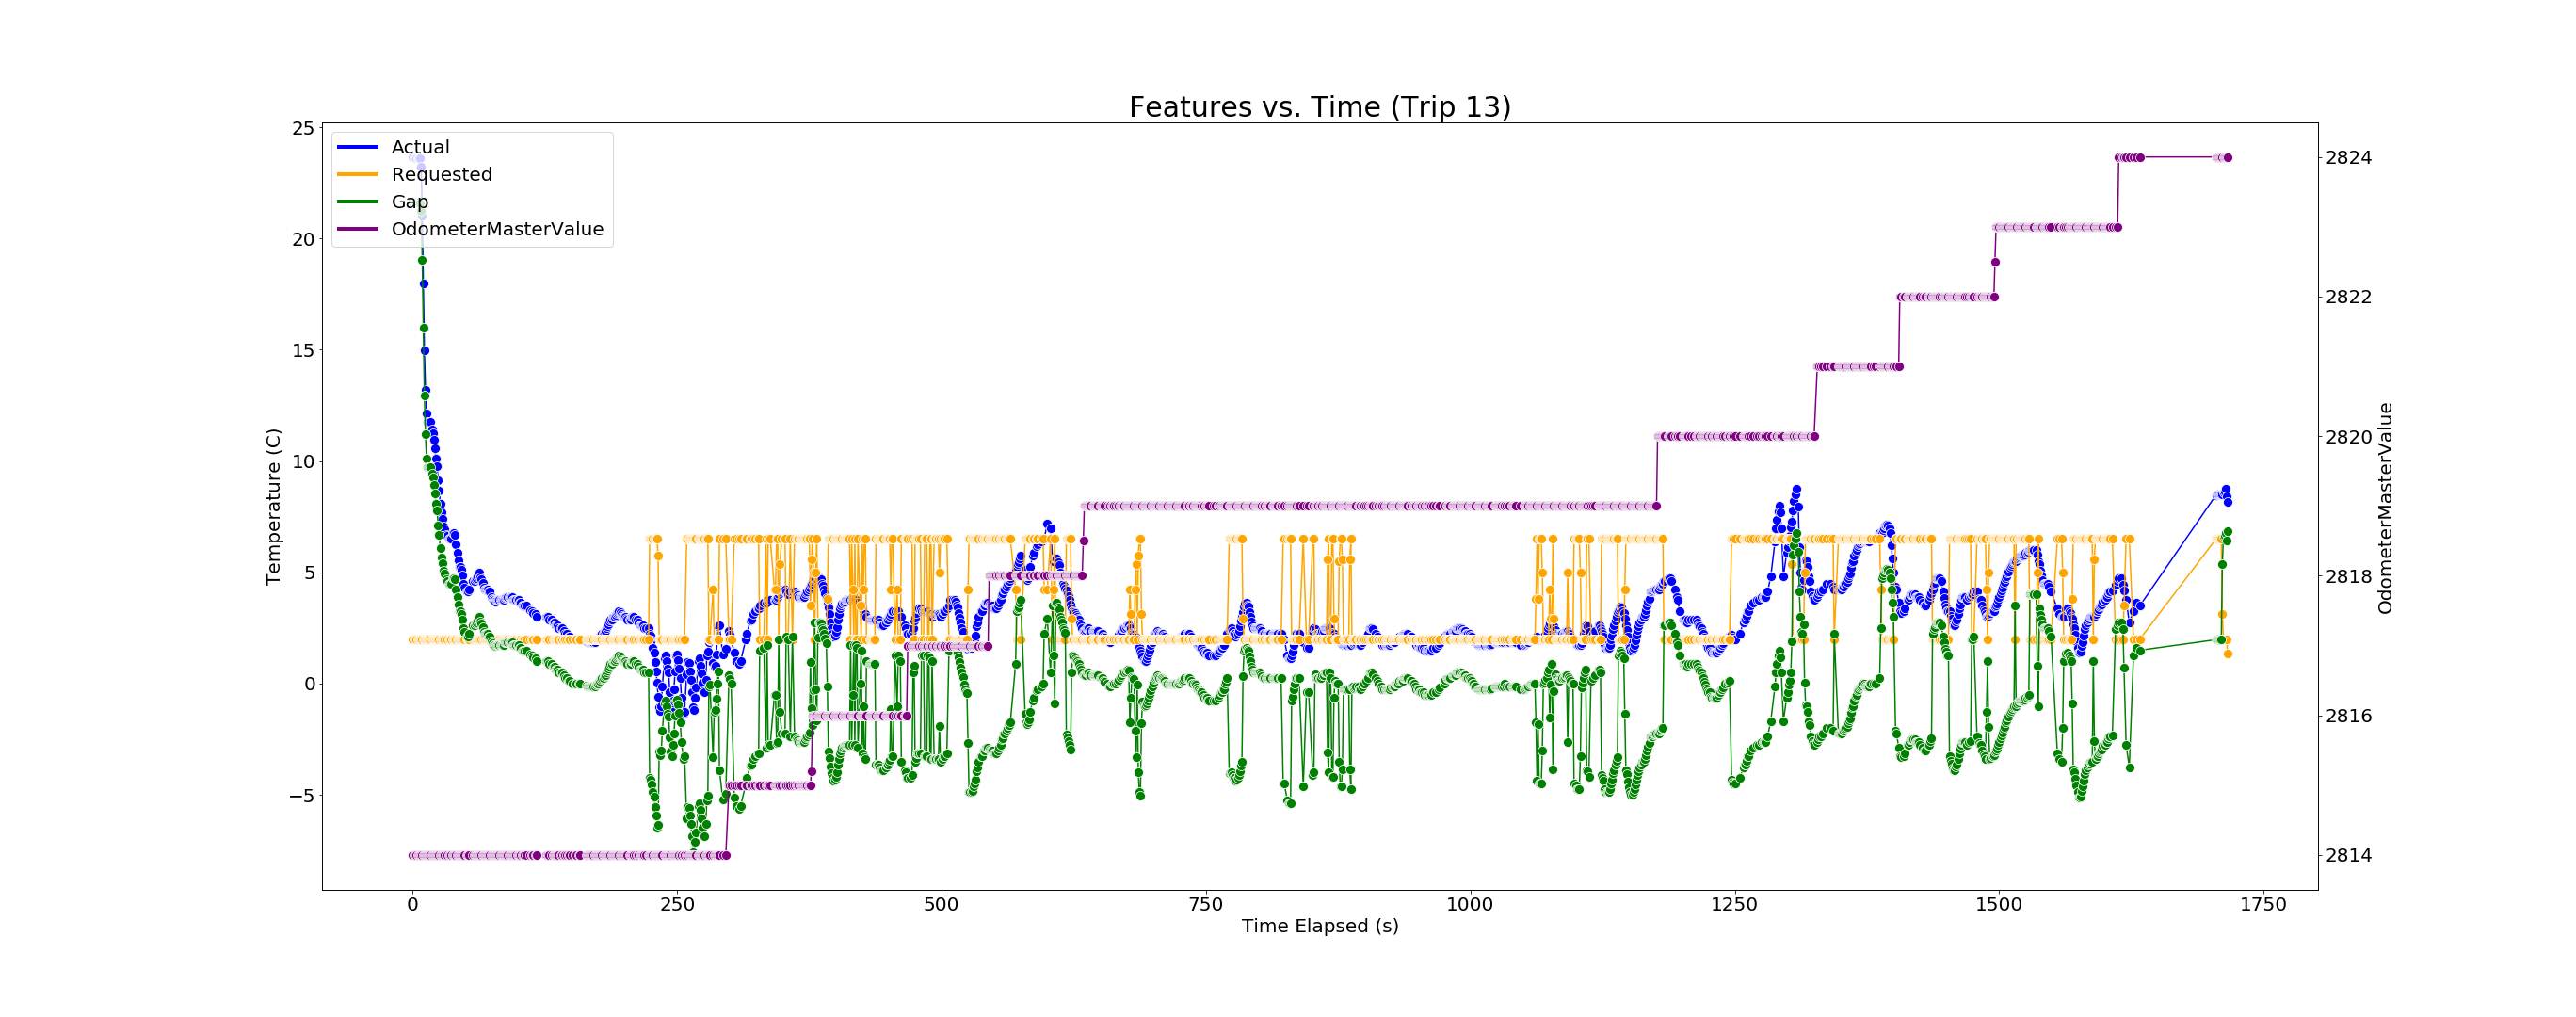 Features vs. Time (Trip 13)
Actual
Requested
Gap
OdometerMasterValue
25
20
15
10
5
0
−5
Temperature (C)
2824
2822
2820
2818
2816
2814
OdometerMasterValue
0 250 500 750 1000 1250 1500 1750
Time Elapsed (s)